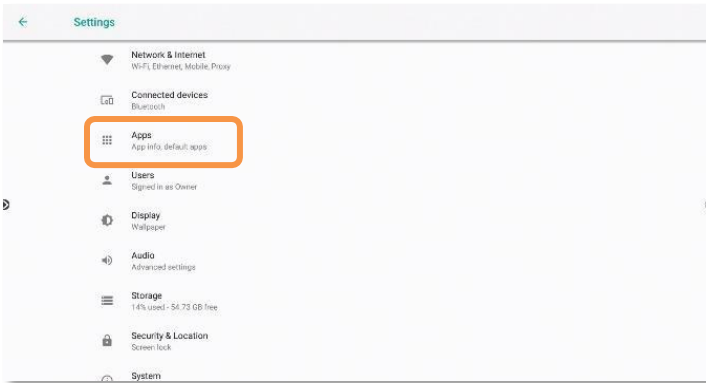 Settings
Network & Internet
Wi-Fi, Ethernet, Mobile, Proxy
Connected devices
Bluetooth
Apps
App info, default apps
Users
Signed in as Owner
Display
Wallpaper
Audio
Advanced settings
Storage
14% used - 54.73 GB free
Security & Location
Screen lock
System